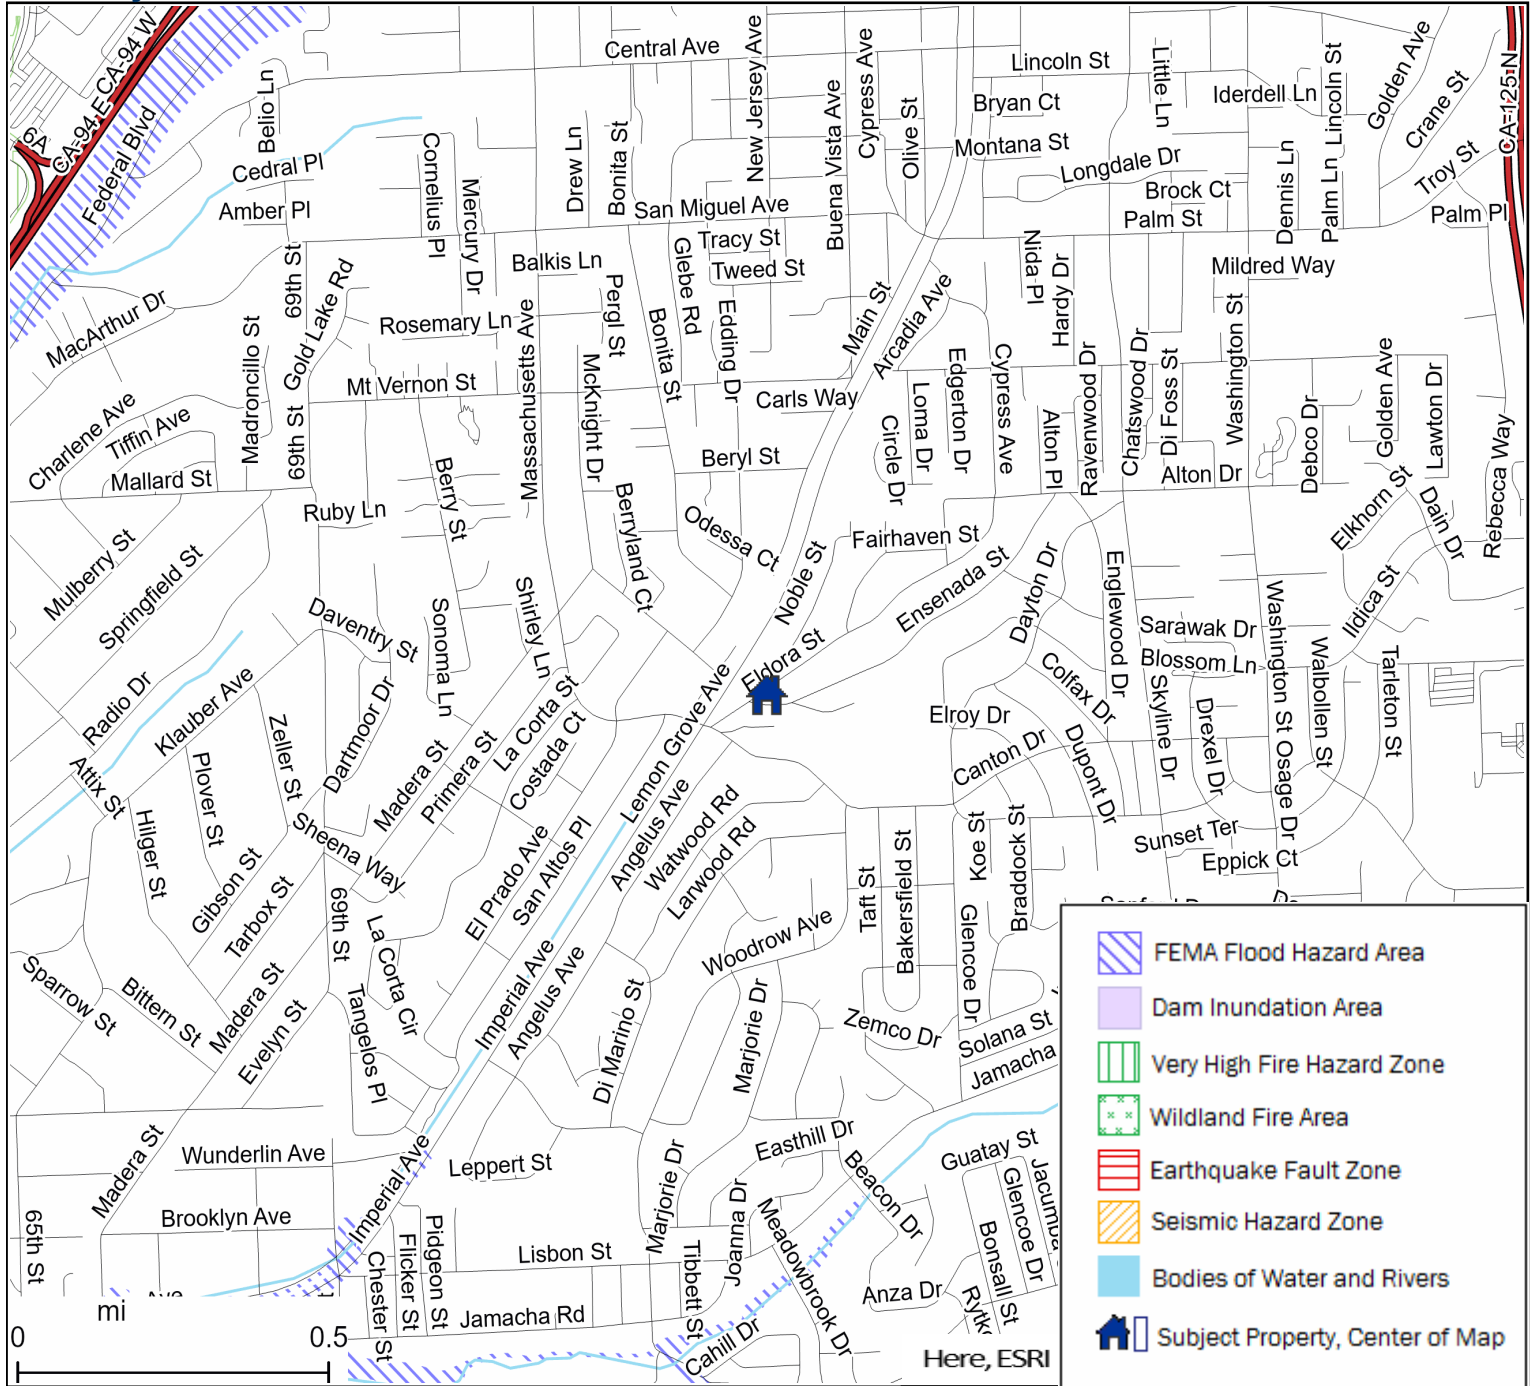 CA-94 W
CA-94 E
6A
Federal Blvd
Belio Ln
Central Ave
New Jersey Ave
Cypress Ave
Lincoln St
Little Ln
Lincoln St
Golden Ave
Crane St
CA-125 N
Iderdell Ln
Bryan Ct
Buena Vista Ave
Olive St
Montana St
Longdale Dr
Troy St
Cedral Pl
Cornelius Pl
Drew Ln
Bonita St
Dennis Ln
Palm Ln
Brock Ct
Amber Pl
Mercury Dr
San Miguel Ave
Palm St
Palm Pl
Tracy St
Balkis Ln
Glebe Rd
Tweed St
69th St
Nida Pl
Hardy Dr
Mildred Way
Gold Lake Rd
MacArthur Dr
Rosemary Ln
Massachusetts Ave
Pergl St
Bonita St
Edding Dr
Main St
Arcadia Ave
Washington St
Madroncillo St
Mt Vernon St
McKnight Dr
Carls Way
Edgerton Dr
Cypress Ave
Ravenwood Dr
Chatswood Dr
Di Foss St
Golden Ave
Lawton Dr
Charlene Ave
Tiffin Ave
69th St
Loma Dr
Circle Dr
Alton Pl
Debco Dr
Rebecca Way
Mallard St
Berry St
Beryl St
Alton Dr
Ruby Ln
Berryland Ct
Odessa Ct
Fairhaven St
Elkhorn St
Dain Dr
Mulberry St
Springfield St
Noble St
Ensenada St
Dayton Dr
Englewood Dr
Washington St
Ildica St
Daventry St
Sonoma Ln
Shirley Ln
Eldora St
Sarawak Dr
Blossom Ln
Walbollen St
Tarleton St
Radio Dr
Klauber Ave
Dartmoor Dr
La Corta St
Lemon Grove Ave
Colfax Dr
Skyline Dr
Drexel Dr
Elroy Dr
Zeller St
Plover St
Madera St
Primera St
Costada Ct
Canton Dr
Dupont Dr
Osage Dr
Attix St
Hilger St
Sheena Way
Angelus Ave
Watwood Rd
Larwood Rd
Sunset Ter
Eppick Ct
Gibson St
Tarbox St
El Prado Ave
San Altos Pl
Taft St
Bakersfield St
Koe St
Braddock St
69th St
La Corta Cir
Woodrow Ave
Glencoe Dr
Sparrow St
Bittern St
Madera St
Evelyn St
Tangelos Pl
Imperial Ave
Angelus Ave
Di Marino St
Marjorie Dr
Zemco Dr
Solana St
Jamacha
Madera St
Wunderlin Ave
Imperial Ave
Leppert St
Easthill Dr
Beacon Dr
Guatay St
Glencoe Dr
65th St
Brooklyn Ave
Marjorie Dr
Joanna Dr
Meadowbrook Dr
Bonsall St
Chester St
Flicker St
Pidgeon St
Lisbon St
Tibbett St
Anza Dr
Jamacha Rd
Cahill Dr
mi
0
0.5
Here, ESRI
FEMA Flood Hazard Area
Dam Inundation Area
Very High Fire Hazard Zone
Wildland Fire Area
Earthquake Fault Zone
Seismic Hazard Zone
Bodies of Water and Rivers
Subject Property, Center of Map